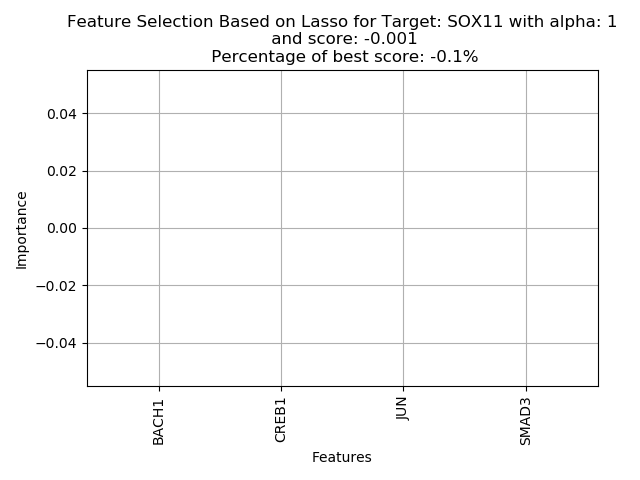 Feature Selection Based on Lasso for Target: SOX11 with alpha: 1
and score: -0.001
Percentage of best score: -0.1%
0.04
0.02
0.00
−0.02
−0.04
Importance
BACH1
CREB1
JUN
SMAD3
Features